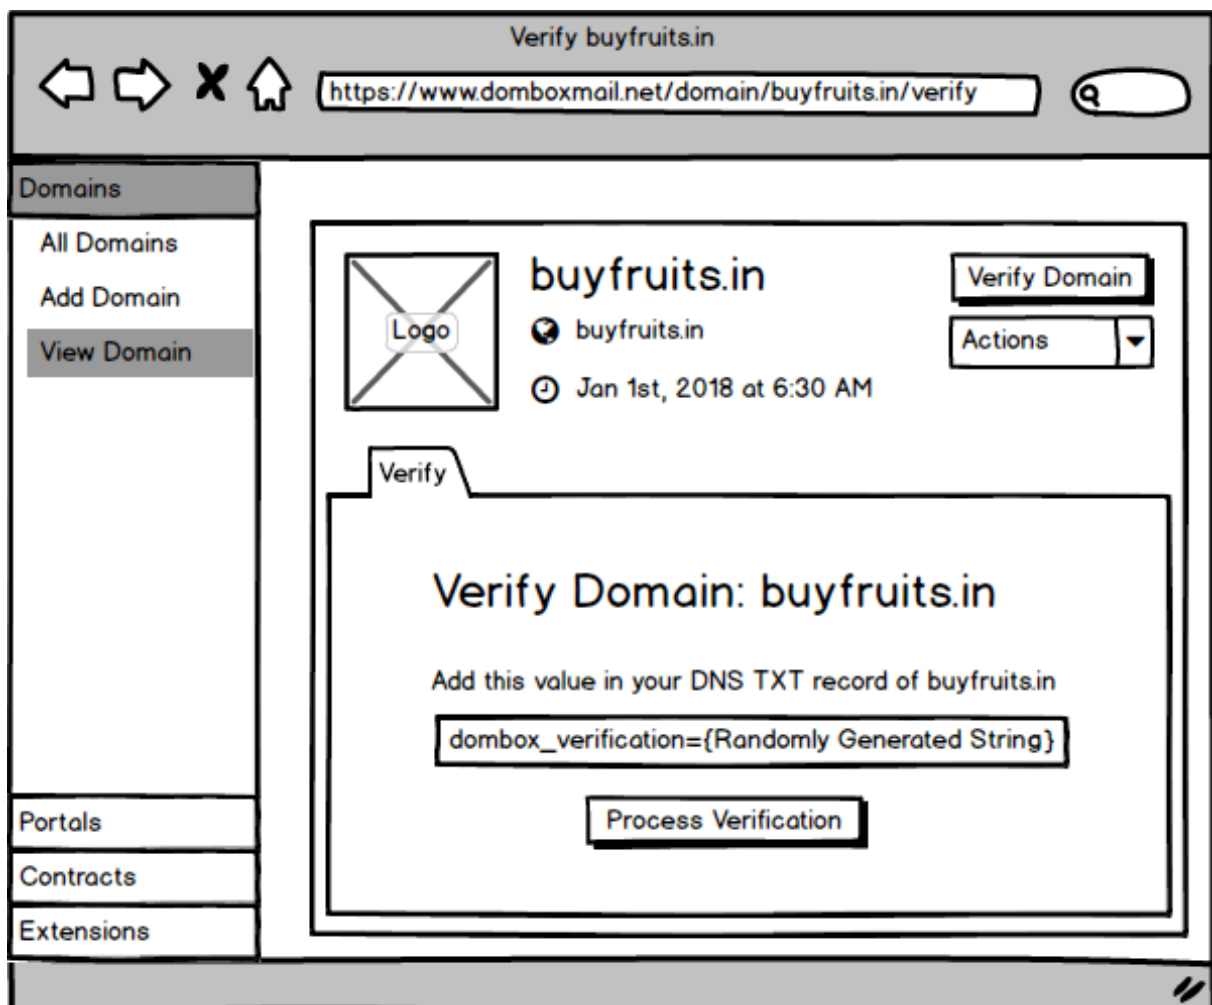 Verify buyfruits.in
https://www.domboxmail.net/domain/buyfruits.in/verify
Domains
All Domains
Add Domain
View Domain
Portals
Contracts
Extensions
Logo
buyfruits.in
buyfruits.in
Jan 1st, 2018 at 6:30 AM
Verify Domain
Actions
Verify
Verify Domain: buyfruits.in
Add this value in your DNS TXT record of buyfruits.in
dombox_verification={Randomly Generated String}
Process Verification